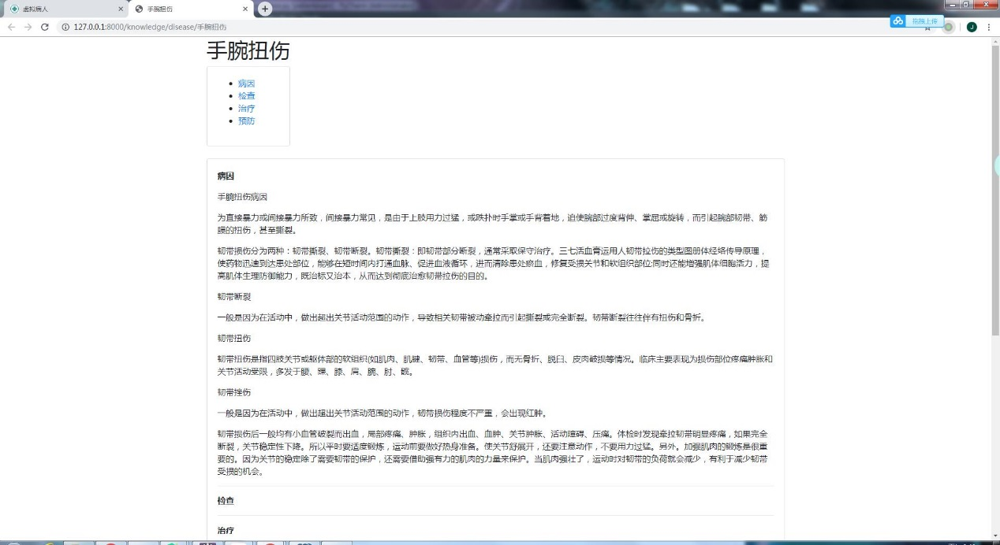 虚拟病人
手腕扭伤
127.0.0.1:8000/knowledge/disease/手腕扭伤
拖拽上传
J
手腕扭伤
病因
检查
治疗
预防
病因
手腕扭伤病因
为直接暴力或间接暴力所致，间接暴力常见，是由于上肢用力过猛，或跌扑时手掌或手背着地，迫使腕部过度背伸、掌屈或旋转，而引起腕部韧带、筋
膜的扭伤，甚至撕裂。
韧带损伤分为两种：韧带撕裂、韧带断裂。韧带撕裂：即韧带部分断裂，通常采取保守治疗。三七活血膏运用人韧带拉伤的类型图册体经络传导原理，
使药物迅速到达患处部位，能够在短时间内打通血脉、促进血液循环，进而清除患处瘀血，修复受损关节和软组织部位;同时还能增强肌体细胞活力，提
高肌体生理防御能力，既治标又治本，从而达到彻底治愈韧带拉伤的目的。
韧带断裂
一般是因为在活动中，做出超出关节活动范围的动作，导致相关韧带被动牵拉而引起撕裂或完全断裂。韧带断裂往往伴有扭伤和骨折。
韧带扭伤
韧带扭伤是指四肢关节或躯体部的软组织(如肌肉、肌腱、韧带、血管等)损伤，而无骨折、脱臼、皮肉破损等情况。临床主要表现为损伤部位疼痛肿胀和
关节活动受限，多发于腰、踝、膝、肩、腕、肘、髋。
韧带挫伤
一般是因为在活动中，做出超出关节活动范围的动作，韧带损伤程度不严重，会出现红肿。
韧带损伤后一般均有小血管破裂而出血，局部疼痛、肿胀，组织内出血、血肿、关节肿胀、活动障碍、压痛。体检时发现牵拉韧带明显疼痛，如果完全
断裂，关节稳定性下降。所以平时要适度锻炼，运动前要做好热身准备。使关节舒展开，还要注意动作，不要用力过猛。另外。加强肌肉的锻炼是很重
要的。因为关节的稳定除了需要韧带的保护，还需要借助强有力的肌肉的力量来保护。当肌肉强壮了，运动时对韧带的负荷就会减少，有利于减少韧带
受损的机会。
检查
治疗